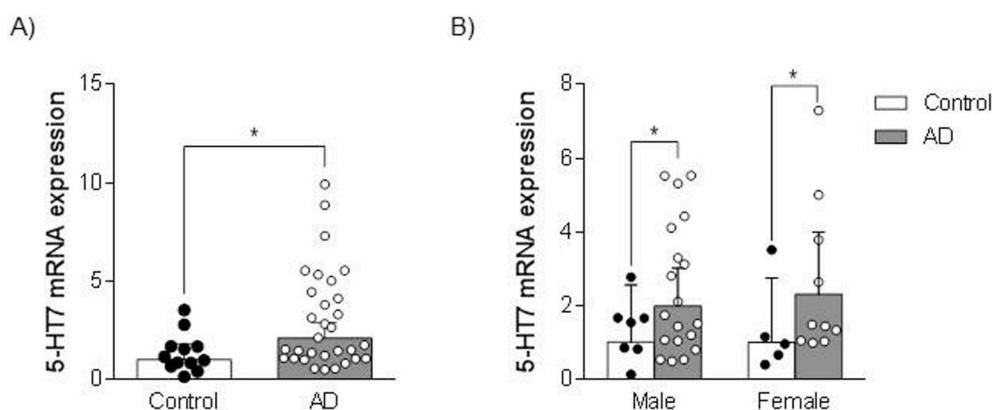 A)
5-HT7 mRNA expression
15
10
5
0
*
Control
AD
B)
5-HT7 mRNA expression
8
6
4
2
0
*
*
Male
Female
Control
AD